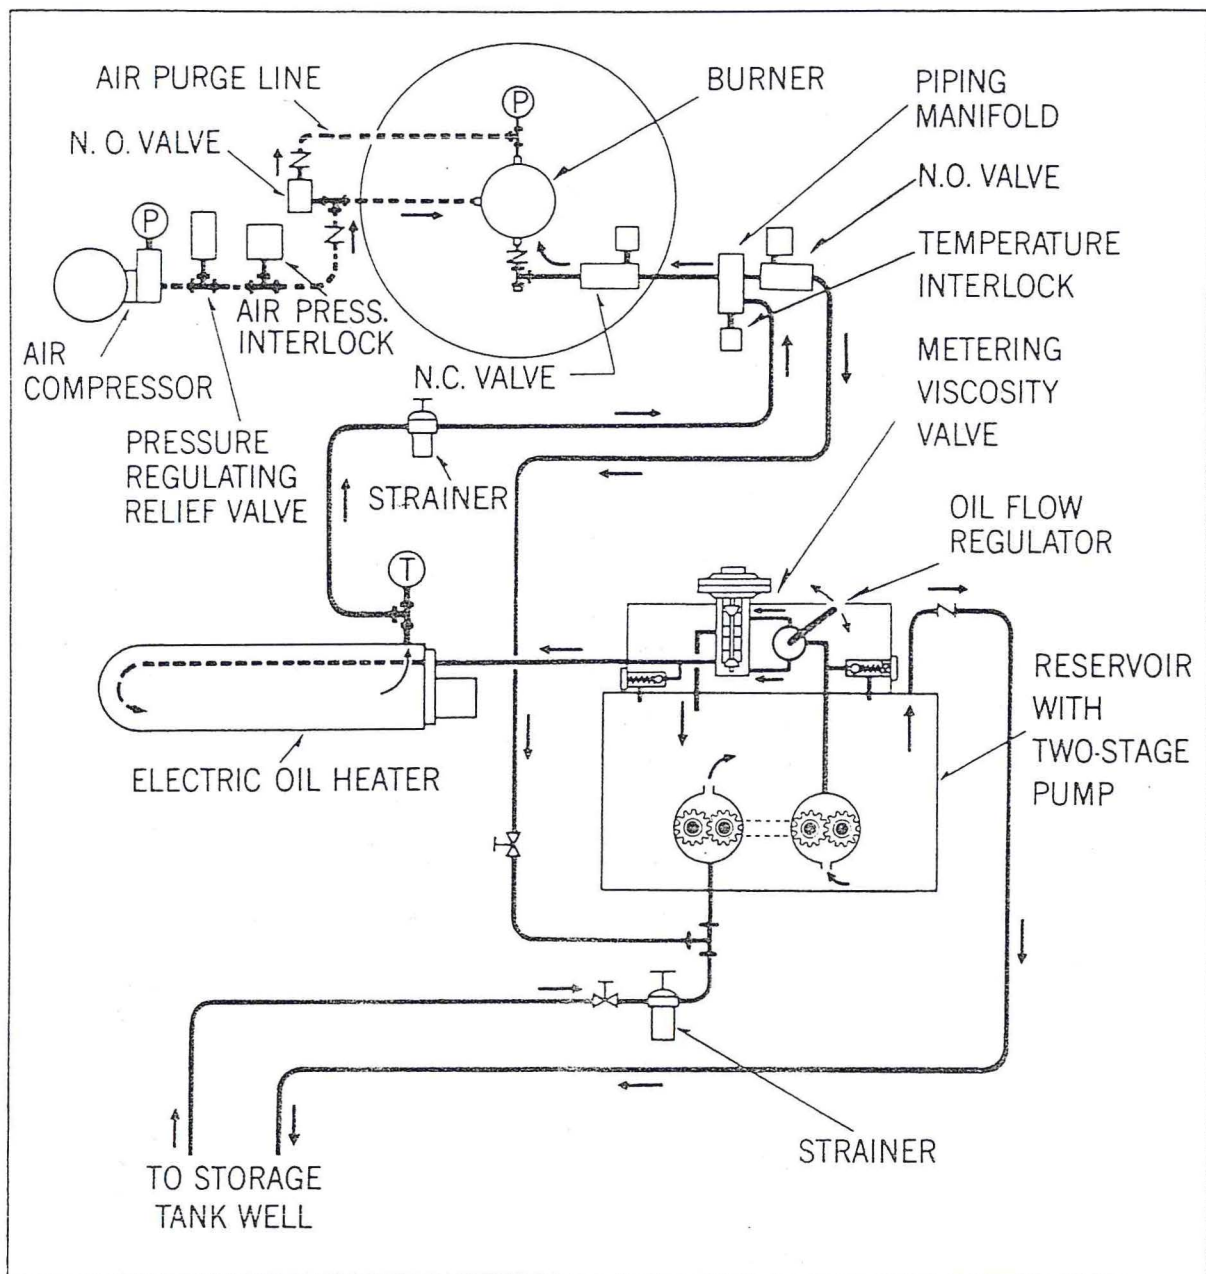 AIR PURGE LINE
BURNER
PIPING
MANIFOLD
N. O. VALVE
N.O. VALVE
P
P
TEMPERATURE
INTERLOCK
AIR PRESS.
INTERLOCK
AIR
COMPRESSOR
N.C. VALVE
METERING
VISCOSITY
VALVE
PRESSURE
REGULATING
RELIEF VALVE
STRAINER
OIL FLOW
REGULATOR
T
RESERVOIR
WITH
TWO-STAGE
PUMP
ELECTRIC OIL HEATER
STRAINER
TO STORAGE
TANK WELL